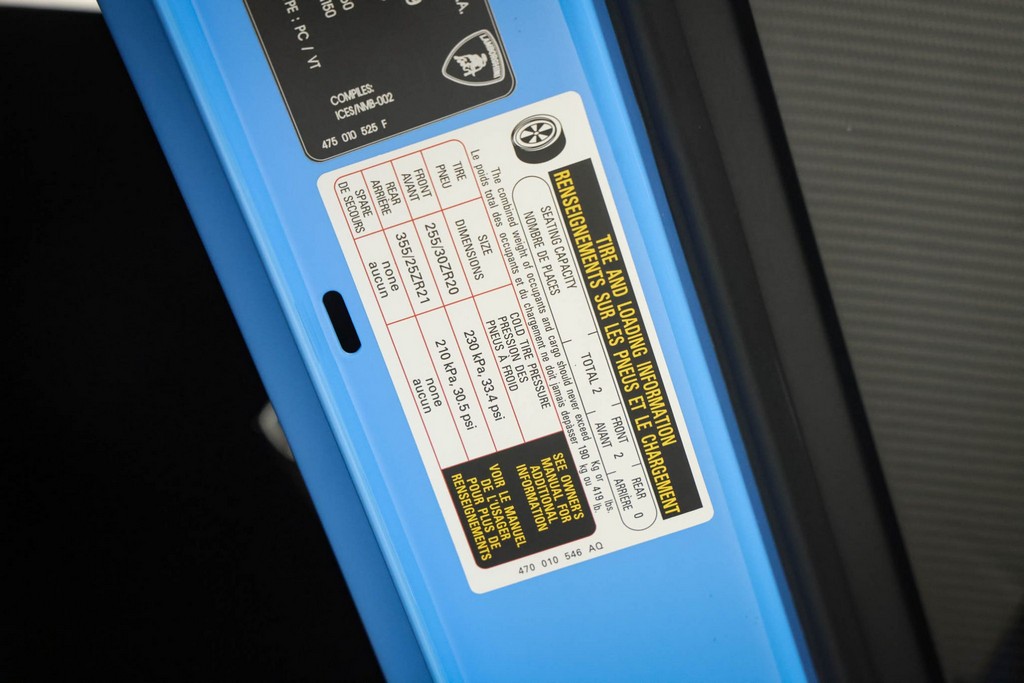 A.
150
PE : PC / VT
LAMBORGHINI
COMPLIES:
ICES/NMB-002
475 010 525 F
TIRE AND LOADING INFORMATION
RENSEIGNEMENTS SUR LES PNEUS ET LE CHARGEMENT
SEATING CAPACITY TOTAL 2 FRONT 2 REAR 0
NOMBRE DE PLACES AVANT ARRIÈRE
The combined weight of occupants and cargo should never exceed 190 Kg or 419 lbs.
Le poids total des occupants et du chargement ne doit jamais depàsser 190 kg ou 419 lb.
TIRE SIZE COLD TIRE PRESSURE
PNEU DIMENSIONS PRESSION DES
PNEUS À FROID
FRONT 255/30ZR20 230 kPa, 33.4 psi
AVANT
REAR 355/25ZR21 210 kPa, 30.5 psi
ARRIÈRE
SPARE none none
DE SECOURS aucun aucun
SEE OWNER'S
MANUAL FOR
ADDITIONAL
INFORMATION
VOIR LE MANUEL
DE L'USAGER
POUR PLUS DE
RENSEIGNEMENTS
470 010 546 AQ